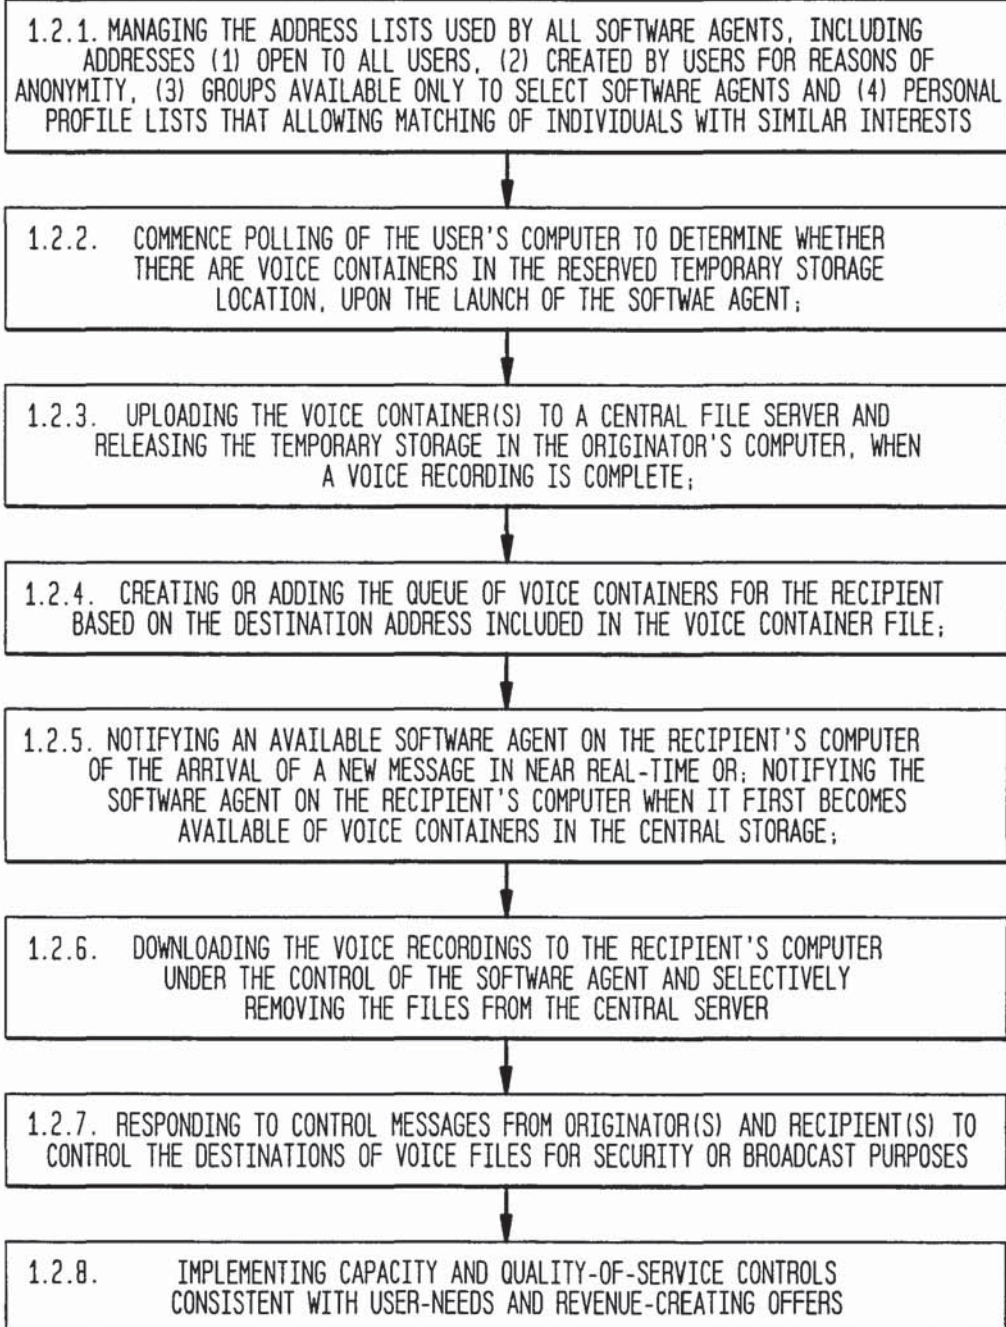 1.2.1. MANAGING THE ADDRESS LISTS USED BY ALL SOFTWARE AGENTS, INCLUDING
ADDRESSES (1) OPEN TO ALL USERS, (2) CREATED BY USERS FOR REASONS OF
ANONYMITY, (3) GROUPS AVAILABLE ONLY TO SELECT SOFTWARE AGENTS AND (4) PERSONAL
PROFILE LISTS THAT ALLOWING MATCHING OF INDIVIDUALS WITH SIMILAR INTERESTS
1.2.2. COMMENCE POLLING OF THE USER'S COMPUTER TO DETERMINE WHETHER
THERE ARE VOICE CONTAINERS IN THE RESERVED TEMPORARY STORAGE
LOCATION, UPON THE LAUNCH OF THE SOFTWAE AGENT;
1.2.3. UPLOADING THE VOICE CONTAINER(S) TO A CENTRAL FILE SERVER AND
RELEASING THE TEMPORARY STORAGE IN THE ORIGINATOR'S COMPUTER, WHEN
A VOICE RECORDING IS COMPLETE;
1.2.4. CREATING OR ADDING THE QUEUE OF VOICE CONTAINERS FOR THE RECIPIENT
BASED ON THE DESTINATION ADDRESS INCLUDED IN THE VOICE CONTAINER FILE;
1.2.5. NOTIFYING AN AVAILABLE SOFTWARE AGENT ON THE RECIPIENT'S COMPUTER
OF THE ARRIVAL OF A NEW MESSAGE IN NEAR REAL-TIME OR; NOTIFYING THE
SOFTWARE AGENT ON THE RECIPIENT'S COMPUTER WHEN IT FIRST BECOMES
AVAILABLE OF VOICE CONTAINERS IN THE CENTRAL STORAGE;
1.2.6. DOWNLOADING THE VOICE RECORDINGS TO THE RECIPIENT'S COMPUTER
UNDER THE CONTROL OF THE SOFTWARE AGENT AND SELECTIVELY
REMOVING THE FILES FROM THE CENTRAL SERVER
1.2.7. RESPONDING TO CONTROL MESSAGES FROM ORIGINATOR(S) AND RECIPIENT(S) TO
CONTROL THE DESTINATIONS OF VOICE FILES FOR SECURITY OR BROADCAST PURPOSES
1.2.8. IMPLEMENTING CAPACITY AND QUALITY-OF-SERVICE CONTROLS
CONSISTENT WITH USER-NEEDS AND REVENUE-CREATING OFFERS